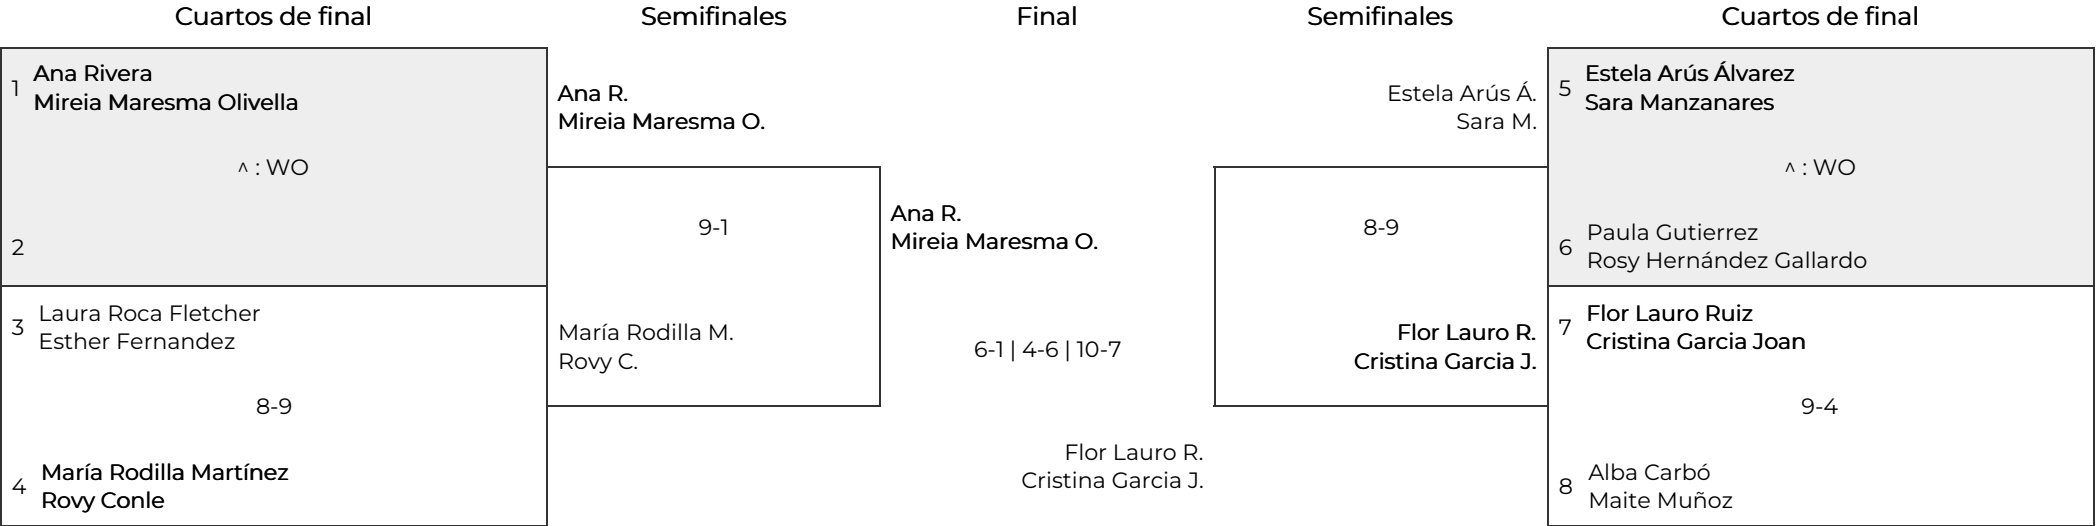 Cuartos de final
Semifinales
Final
Semifinales
Cuartos de final
1
Ana Rivera
Mireia Maresma Olivella
^ : WO
2
3
Laura Roca Fletcher
Esther Fernandez
8-9
4
María Rodilla Martínez
Rovy Conle
Ana R.
Mireia Maresma O.
9-1
María Rodilla M.
Rovy C.
Ana R.
Mireia Maresma O.
6-1 | 4-6 | 10-7
Flor Lauro R.
Cristina Garcia J.
Estela Arús Á.
Sara M.
8-9
Flor Lauro R.
Cristina Garcia J.
5
Estela Arús Álvarez
Sara Manzanares
^ : WO
6
Paula Gutierrez
Rosy Hernández Gallardo
7
Flor Lauro Ruiz
Cristina Garcia Joan
9-4
8
Alba Carbó
Maite Muñoz